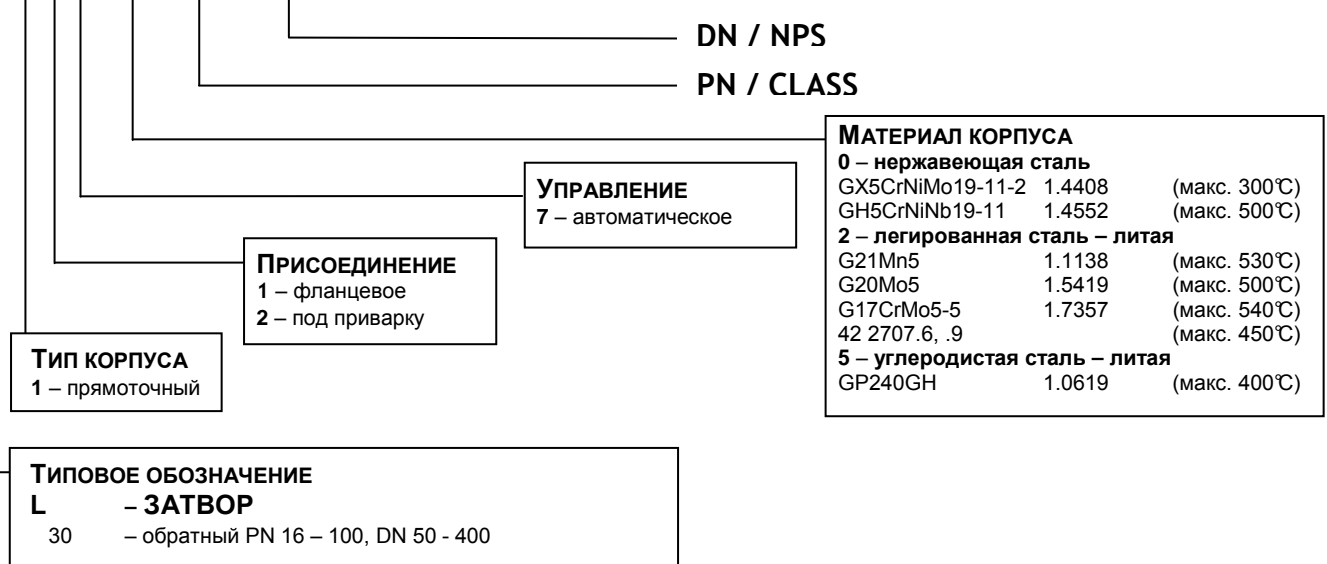 DN / NPS
PN / CLASS
МАТЕРИАЛ КОРПУСА
0 – нержавеющая сталь
GX5CrNiMo19-11-2 1.4408 (макс. 300°C)
GH5CrNiNb19-11 1.4552 (макс. 500°C)
2 – легированная сталь – литая
G21Mn5 1.1138 (макс. 530°C)
G20Mo5 1.5419 (макс. 500°C)
G17CrMo5-5 1.7357 (макс. 540°C)
42 2707.6, .9 (макс. 450°C)
5 – углеродистая сталь – литая
GP240GH 1.0619 (макс. 400°C)
УПРАВЛЕНИЕ
7 – автоматическое
ПРИСОЕДИНЕНИЕ
1 – фланцевое
2 – под приварку
ТИП КОРПУСА
1 – прямоточный
ТИПОВОЕ ОБОЗНАЧЕНИЕ
L – ЗАТВОР
30 – обратный PN 16 – 100, DN 50 - 400